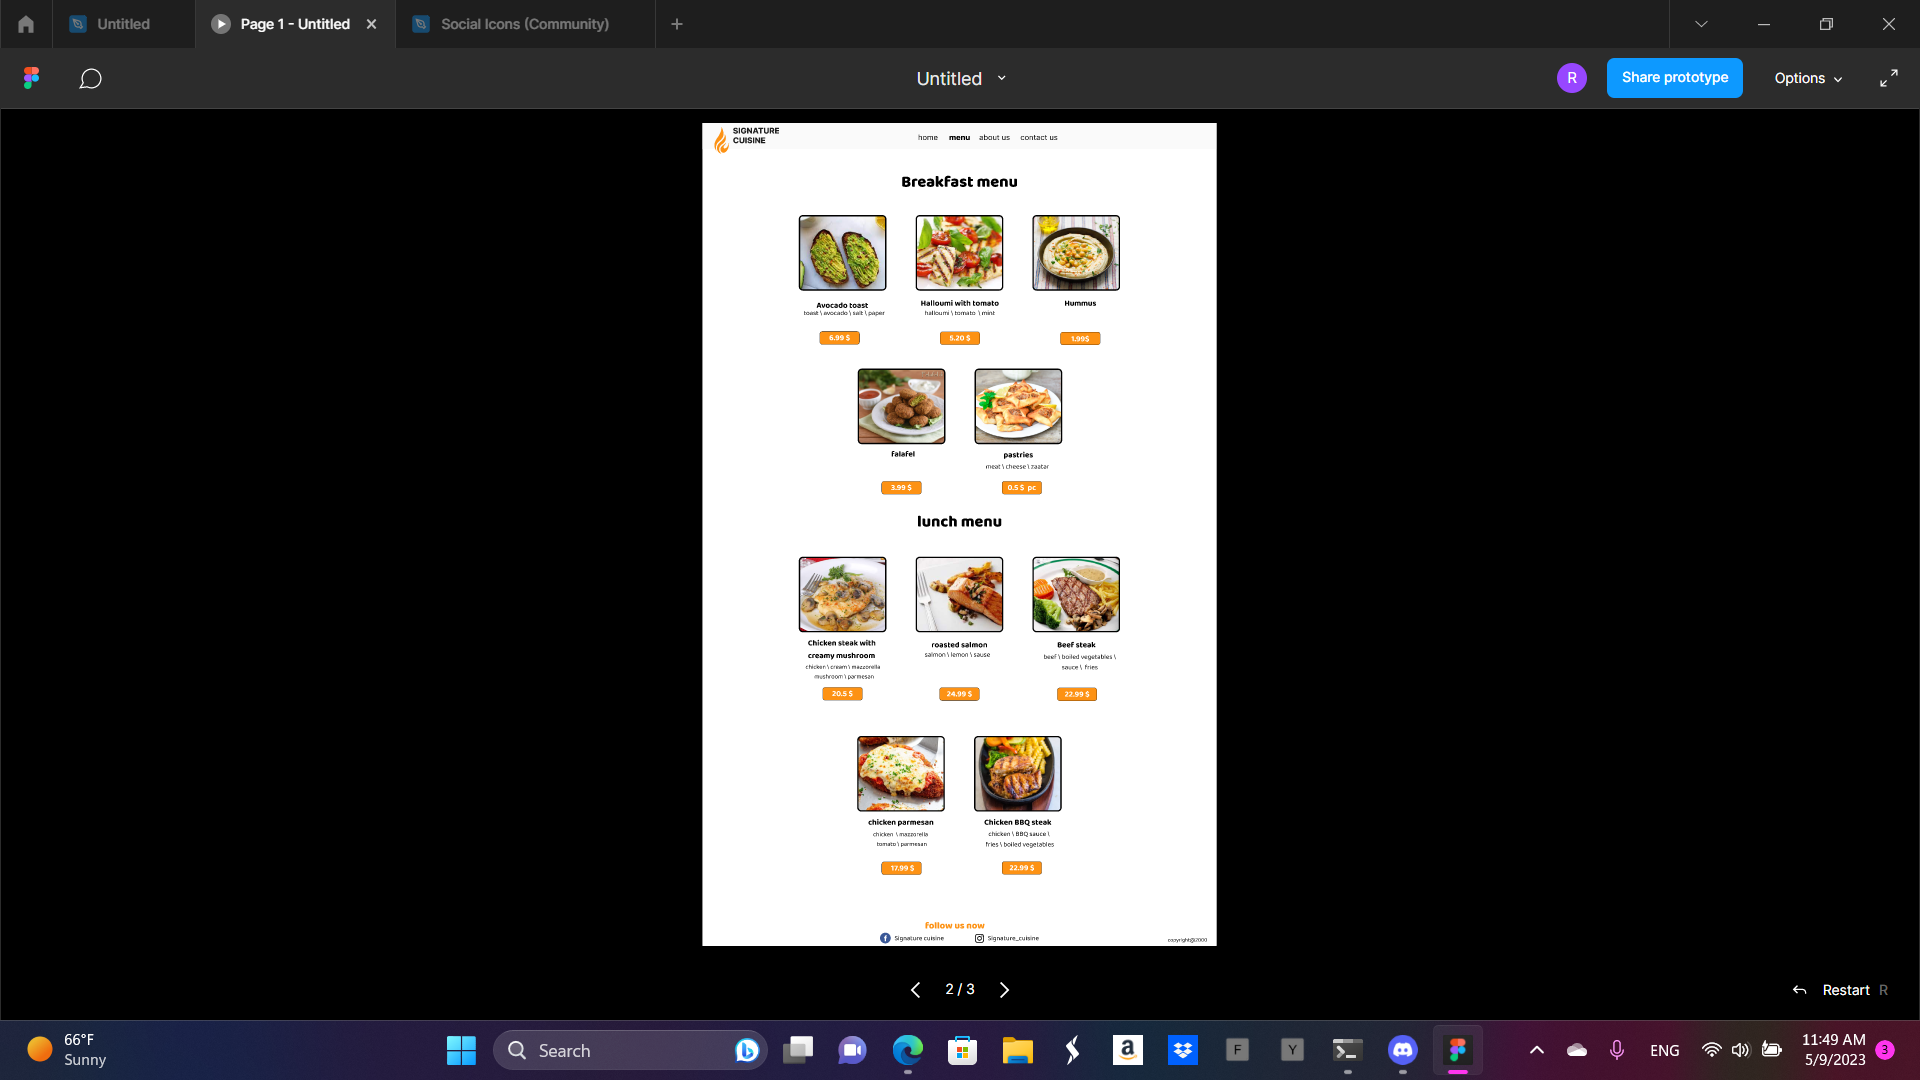 Untitled
Page 1 - Untitled
Social Icons (Community)
Untitled
R
Share prototype
Options
SIGNATURE
CUISINE
home menu about us contact us
Breakfast menu
Avocado toast
toast \ avocado \ salt \ paper
6.99 $
Halloumi with tomato
halloumi \ tomato \ mint
5.20 $
Hummus
1.99$
falafel
3.99 $
pastries
meat \ cheese \ zaatar
0.5 $ pc
lunch menu
Chicken steak with
creamy mushroom
chicken \ cream \ mazzorella
mushroom \ parmesan
20.5 $
roasted salmon
salmon \ lemon \ sause
24.99 $
Beef steak
beef \ boiled vegetables \
sauce \ fries
22.99 $
chicken parmesan
chicken \ mazzorella
tomato \ parmesan
17.99 $
Chicken BBQ steak
chicken \ BBQ sauce \
fries \ boiled vegetables
22.99 $
follow us now
Signature cuisine
Signature_cuisine
copyright@2000
2 / 3
Restart R
66°F
Sunny
Search
a
F
Y
ENG
11:49 AM
5/9/2023
3